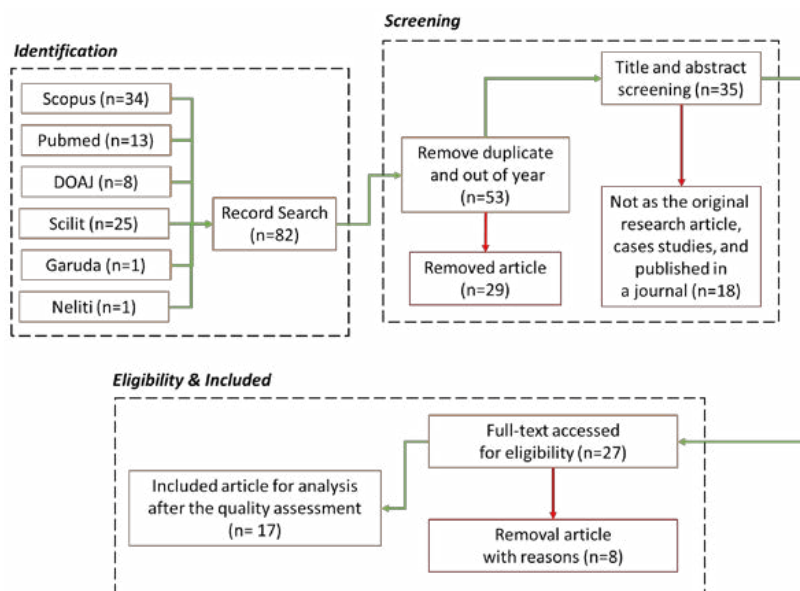 Identification
Scopus (n=34)
Pubmed (n=13)
DOAJ (n=8)
Scilit (n=25)
Garuda (n=1)
Neliti (n=1)
Record Search
(n=82)
Screening
Remove duplicate
and out of year
(n=53)
Removed article
(n=29)
Title and abstract
screening (n=35)
Not as the original
research article,
cases studies, and
published in
a journal (n=18)
Eligibility & Included
Full-text accessed
for eligibility (n=27)
Included article for analysis
after the quality assessment
(n= 17)
Removal article
with reasons (n=8)